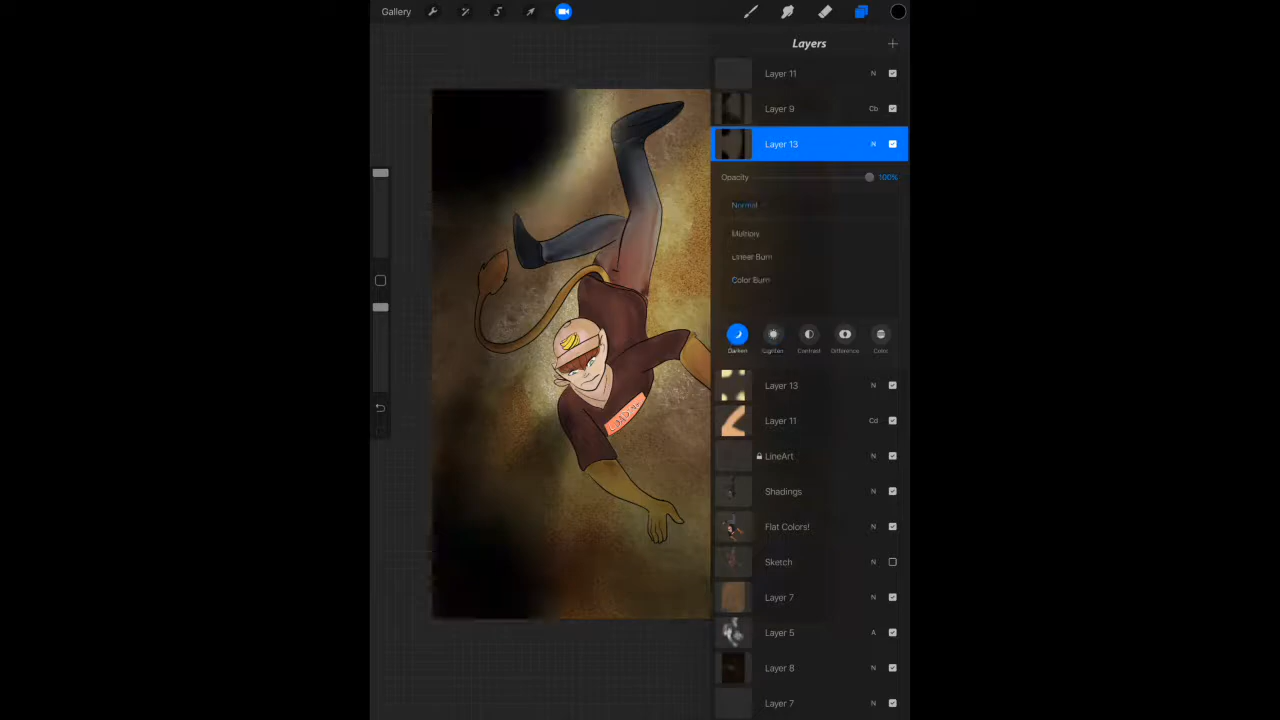 Gallery
Layers
Layer 11 N
Layer 9 Cb
Layer 13 N
Opacity 100%
Normal
Multiply
Linear Burn
Color Burn
Darken Lighten Contrast Difference Color
Layer 13 N
Layer 11 Cd
LineArt N
Shadings N
Flat Colors! N
Sketch N
Layer 7 N
Layer 5 A
Layer 8 N
Layer 7 N